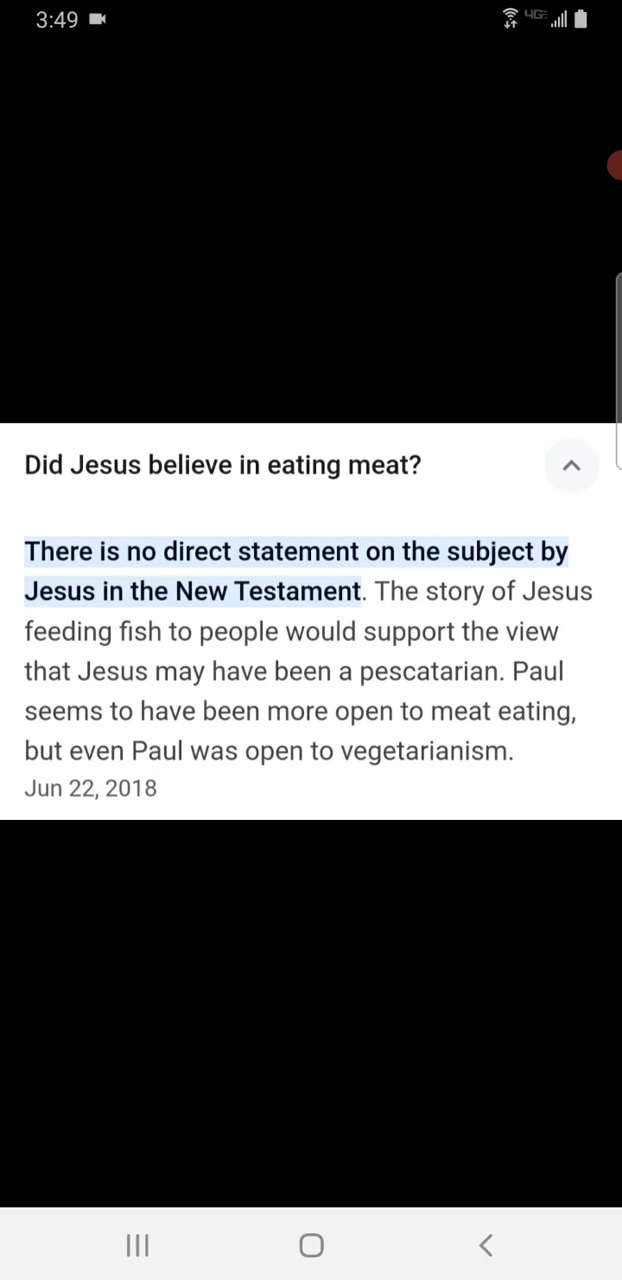 3:49 4GE
Did Jesus believe in eating meat?
There is no direct statement on the subject by
Jesus in the New Testament. The story of Jesus
feeding fish to people would support the view
that Jesus may have been a pescatarian. Paul
seems to have been more open to meat eating,
but even Paul was open to vegetarianism.
Jun 22, 2018